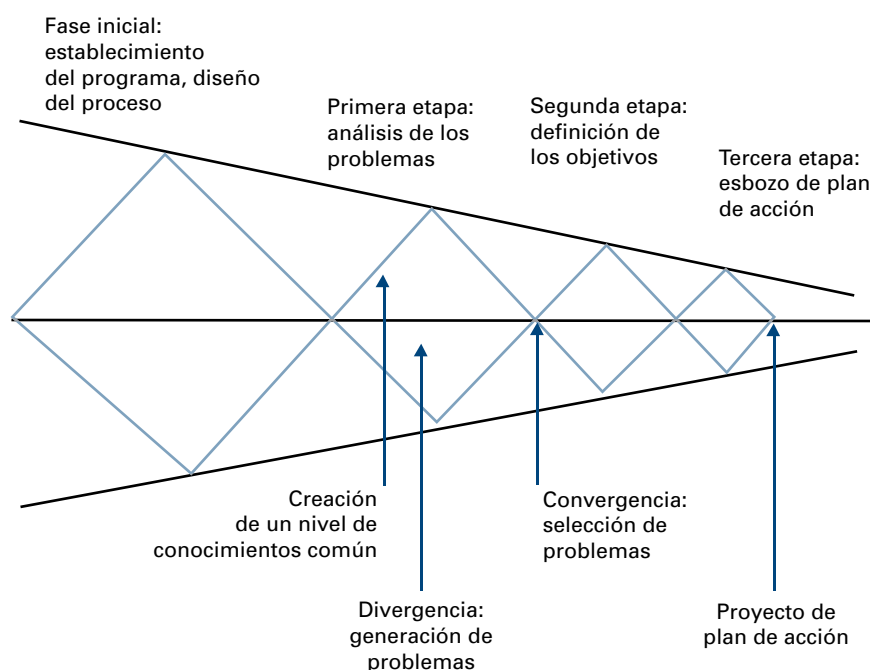 Fase inicial:
establecimiento
del programa, diseño
del proceso
Primera etapa:
análisis de los
problemas
Segunda etapa:
definición de
los objetivos
Tercera etapa:
esbozo de plan
de acción
Creación
de un nivel de
conocimientos común
Divergencia:
generación de
problemas
Convergencia:
selección de
problemas
Proyecto de
plan de acción